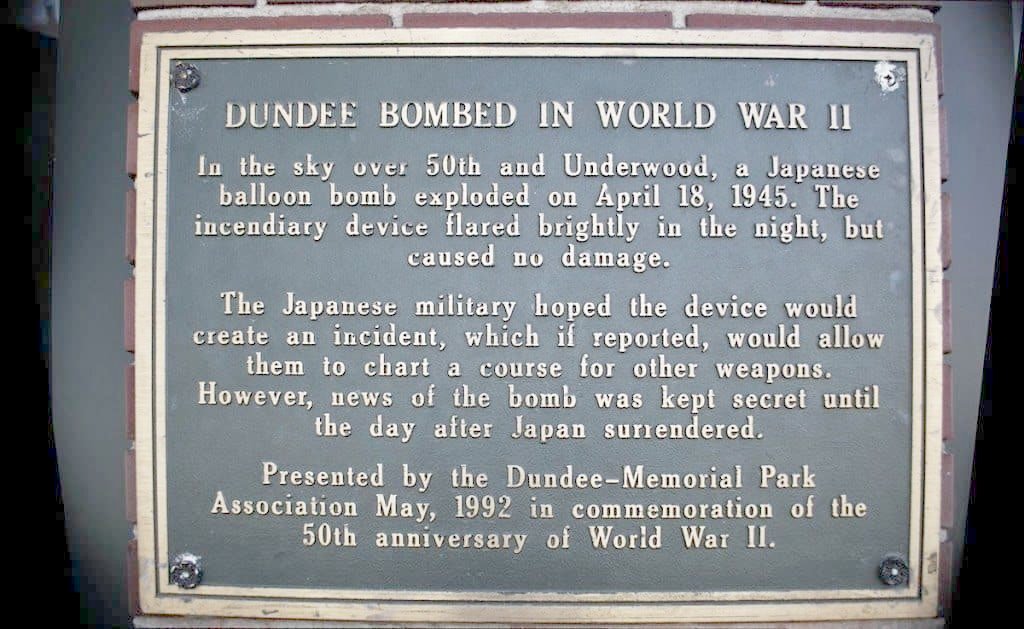 DUNDEE BOMBED IN WORLD WAR II
In the sky over 50th and Underwood, a Japanese
balloon bomb exploded on April 18, 1945. The
incendiary device flared brightly in the night, but
caused no damage.
The Japanese military hoped the device would
create an incident, which if reported, would allow
them to chart a course for other weapons.
However, news of the bomb was kept secret until
the day after Japan surrendered.
Presented by the Dundee-Memorial Park
Association May, 1992 in commemoration of the
50th anniversary of World War II.